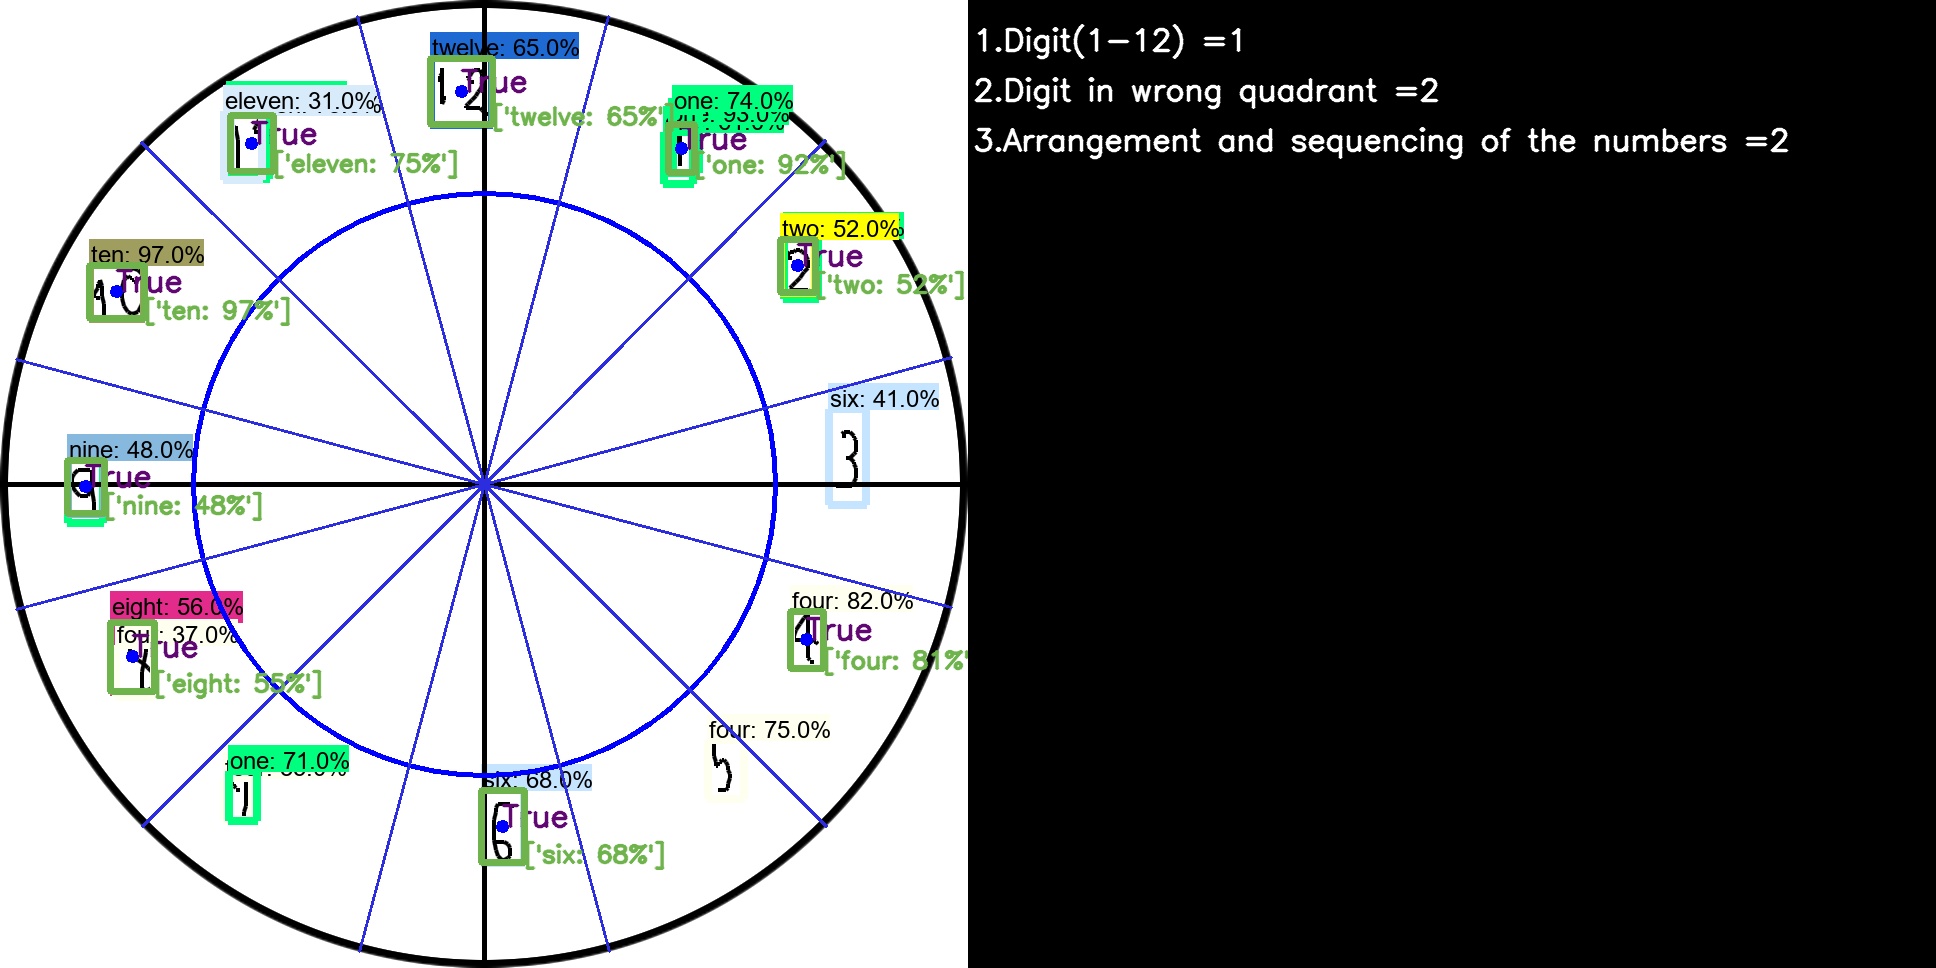 twelve: 65.0%
12 True
['twelve: 65%'
eleven: 31.0%
True
['eleven: 75%']
one: 74.0%
one: 93.0%
1 True
['one: 92%']
two: 52.0%
2 True
['two: 52%']
ten: 97.0%
10 True
['ten: 97%']
six: 41.0%
3
nine: 48.0%
9 True
['nine: 48%']
eight: 56.0%
four: 37.0%
True
['eight: 55%']
four: 82.0%
4 True
['four: 81%'
four: 75.0%
5
one: 71.0%
six: 68.0%
6 True
['six: 68%']
1.Digit(1-12) =1
2.Digit in wrong quadrant =2
3.Arrangement and sequencing of the numbers =2